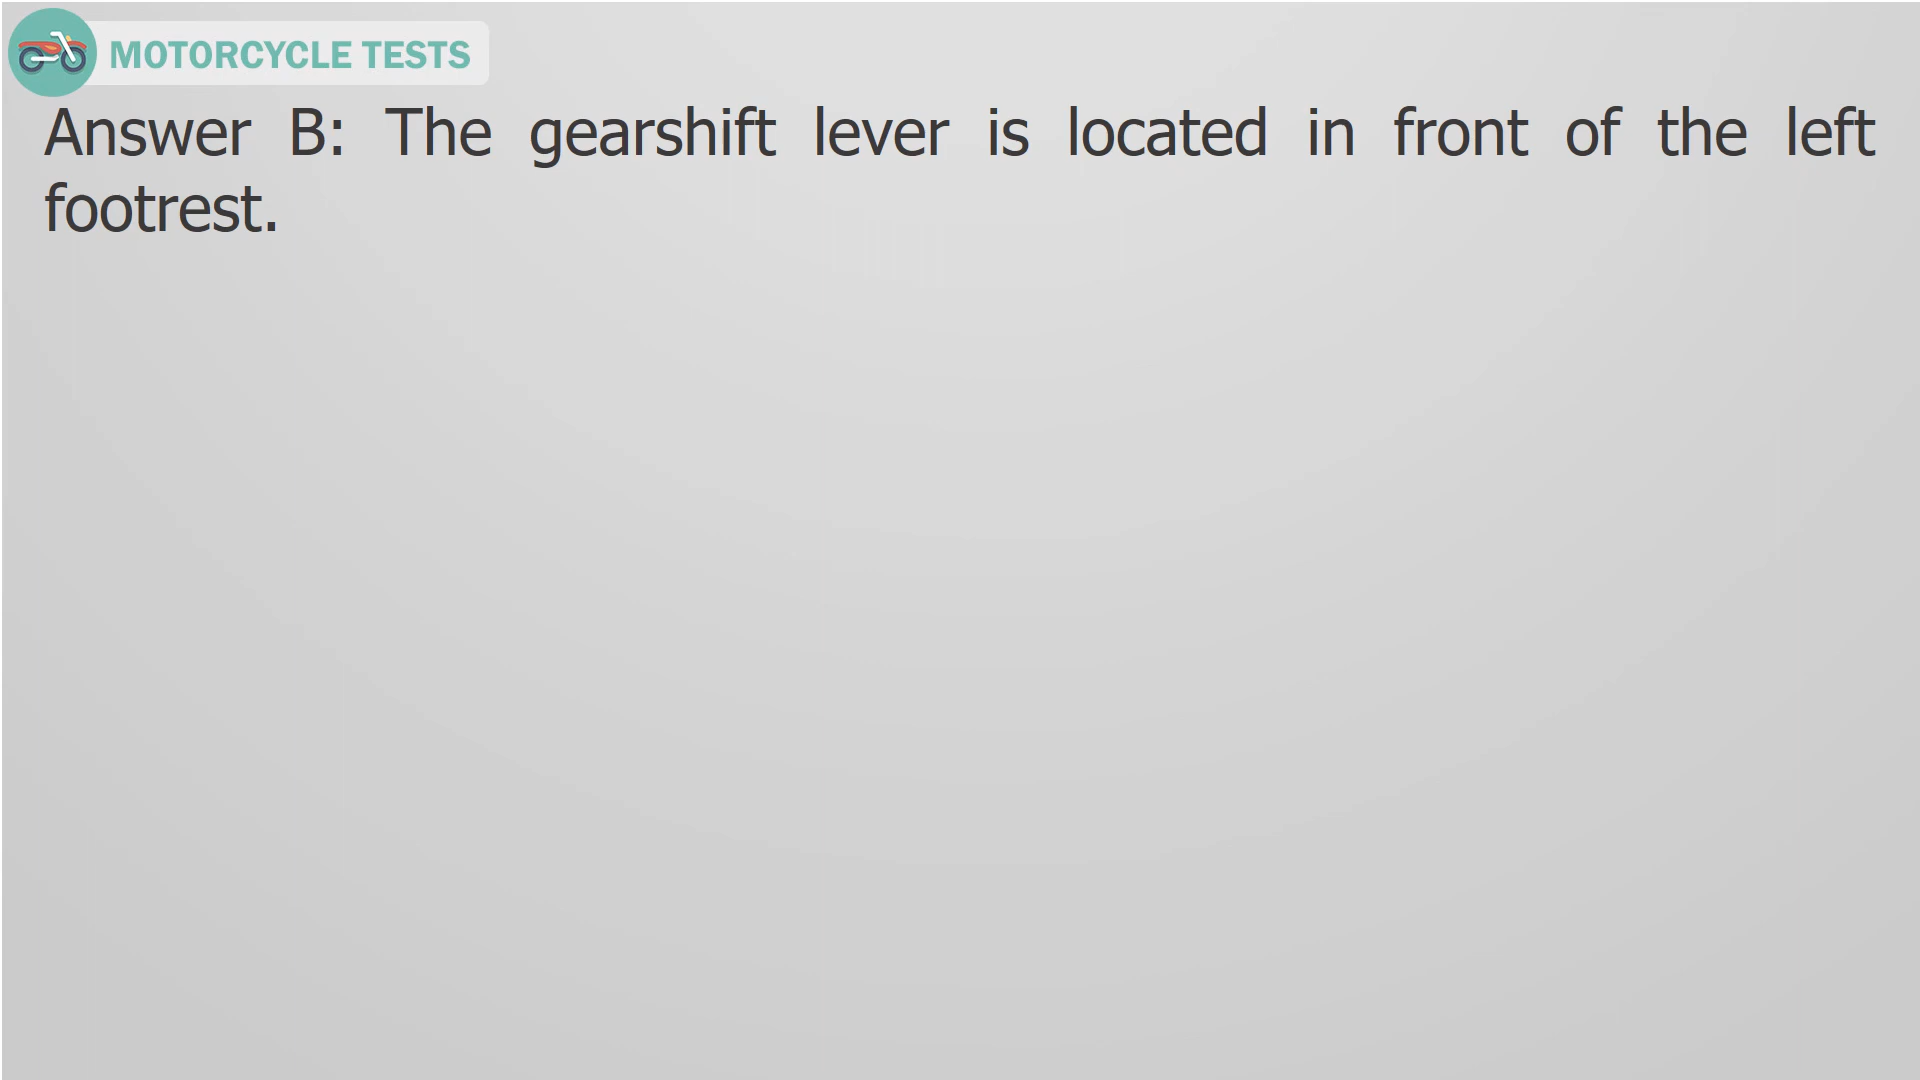 MOTORCYCLE TESTS
Answer B: The gearshift lever is located in front of the left
footrest.